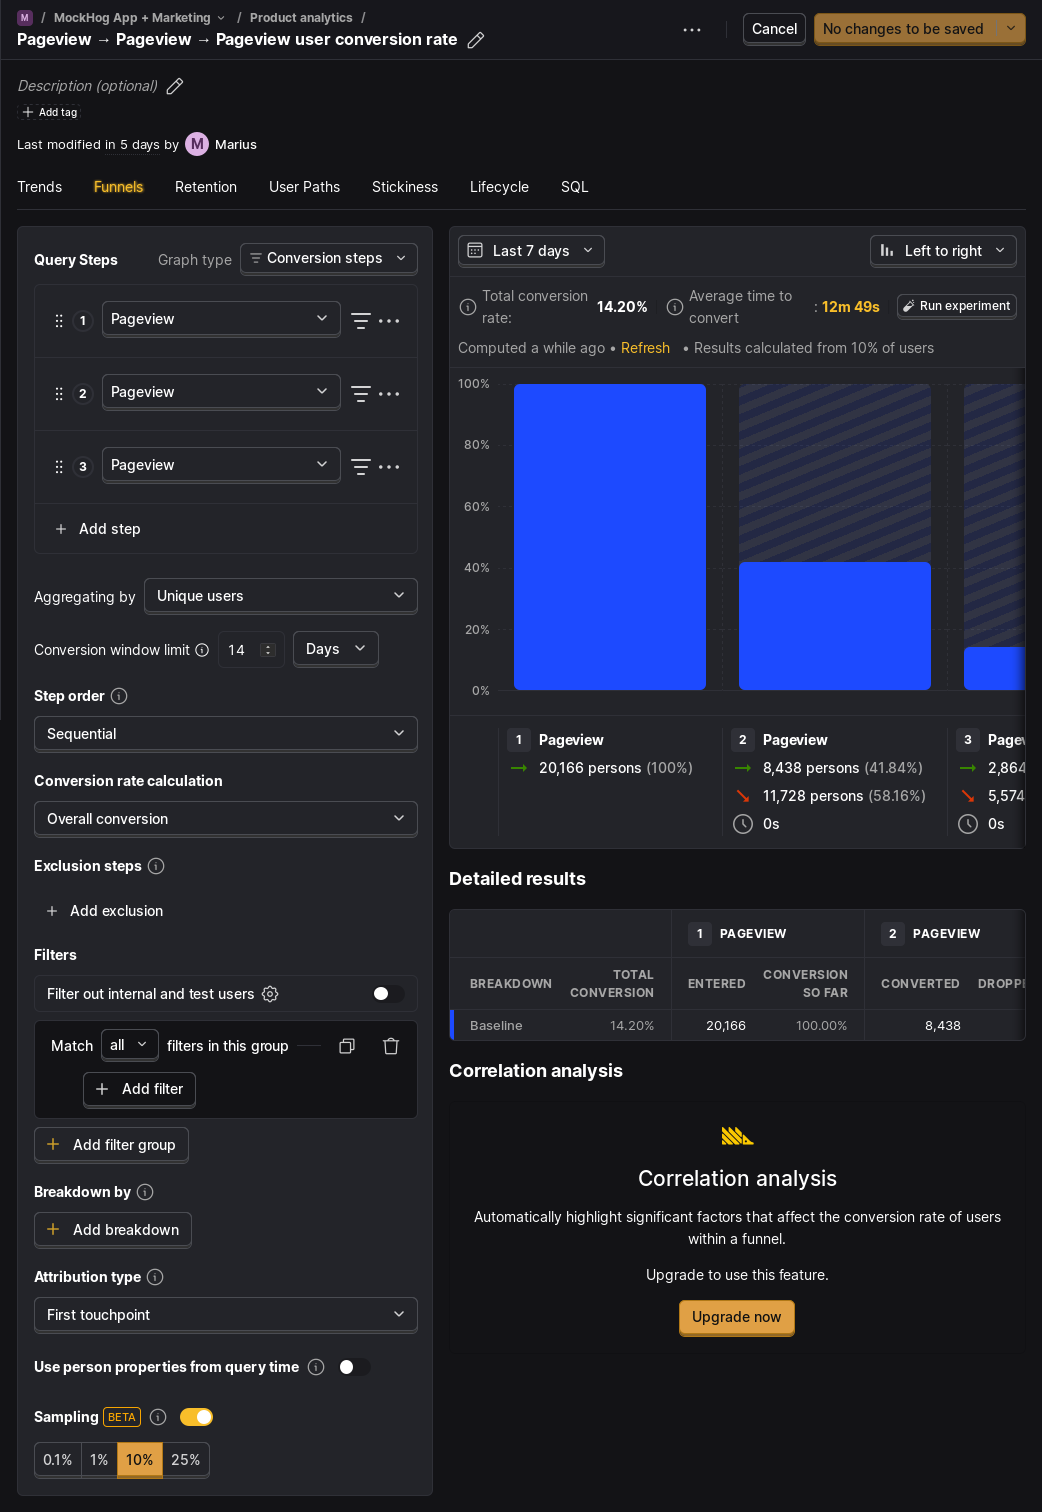 M / MockHog App + Marketing / Product analytics /
Pageview → Pageview → Pageview user conversion rate
Cancel
No changes to be saved
Description (optional)
+ Add tag
Last modified in 5 days by M Marius
Trends Funnels Retention User Paths Stickiness Lifecycle SQL
Query Steps
Graph type
Conversion steps
1 Pageview
2 Pageview
3 Pageview
+ Add step
Aggregating by Unique users
Conversion window limit 14 Days
Step order
Sequential
Conversion rate calculation
Overall conversion
Exclusion steps
+ Add exclusion
Filters
Filter out internal and test users
Match all filters in this group
+ Add filter
+ Add filter group
Breakdown by
+ Add breakdown
Attribution type
First touchpoint
Use person properties from query time
Sampling BETA
0.1% 1% 10% 25%
Last 7 days
Left to right
Total conversion
rate:
14.20%
Average time to
convert
: 12m 49s
Run experiment
Computed a while ago • Refresh • Results calculated from 10% of users
100%
80%
60%
40%
20%
0%
1 Pageview
20,166 persons (100%)
2 Pageview
8,438 persons (41.84%)
11,728 persons (58.16%)
0s
3
2,864
5,574
0s
Detailed results
1 PAGEVIEW
2 PAGEVIEW
BREAKDOWN
TOTAL
CONVERSION
ENTERED
CONVERSION
SO FAR
CONVERTED
Baseline 14.20% 20,166 100.00% 8,438
Correlation analysis
Correlation analysis
Automatically highlight significant factors that affect the conversion rate of users
within a funnel.
Upgrade to use this feature.
Upgrade now